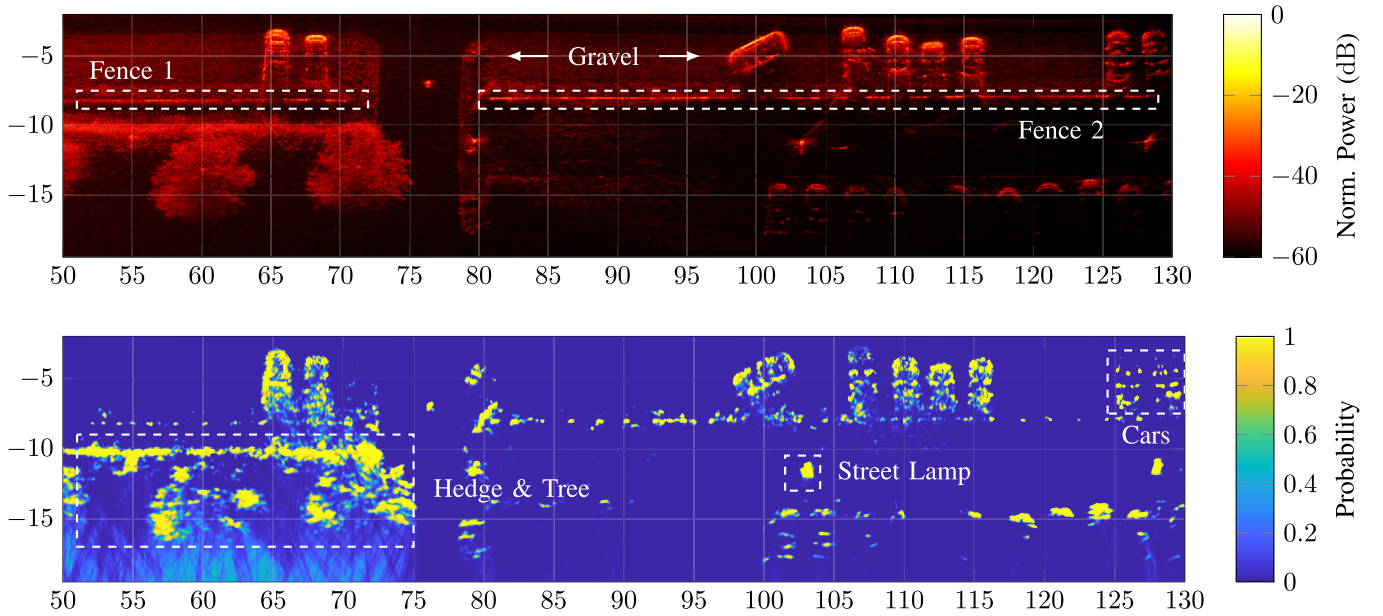 0
−5
Gravel
Fence 1
Norm. Power (dB)
−20
−10
Fence 2
−40
−15
−60
50 55 60 65 70 75 80 85 90 95 100 105 110 115 120 125 130
1
−5
0.8
Cars
Probability
0.6
−10
Street Lamp
Hedge & Tree
0.4
−15
0.2
0
50 55 60 65 70 75 80 85 90 95 100 105 110 115 120 125 130